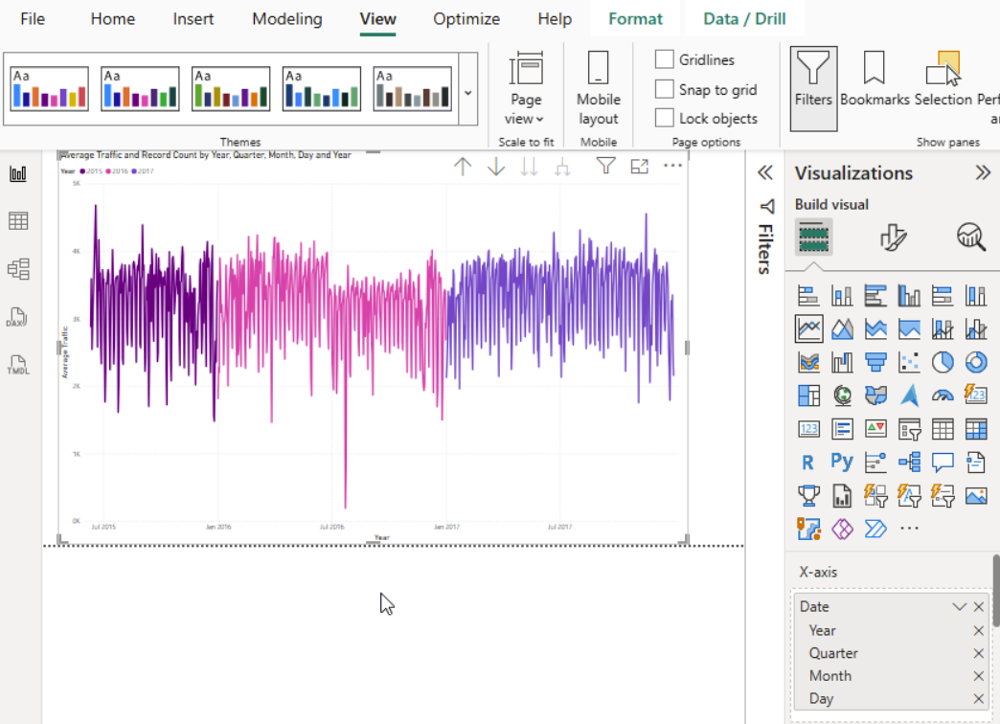 File Home Insert Modeling View Optimize Help Format Data / Drill
Aa Aa Aa Aa Aa
Page view
Mobile layout
Gridlines
Snap to grid
Lock objects
Filters Bookmarks Selection
Themes Scale to fit Mobile Page options Show panes
Average Traffic and Record Count by Year, Quarter, Month, Day and Year
Year 2015 2016 2017
5K
4K
3K
2K
1K
0K
Average Traffic
Jul 2015 Jan 2016 Jul 2016 Jan 2017 Jul 2017
Year
DAX
TMDL
Filters
Visualizations
Build visual
123
123
R Py
X-axis
Date
Year
Quarter
Month
Day